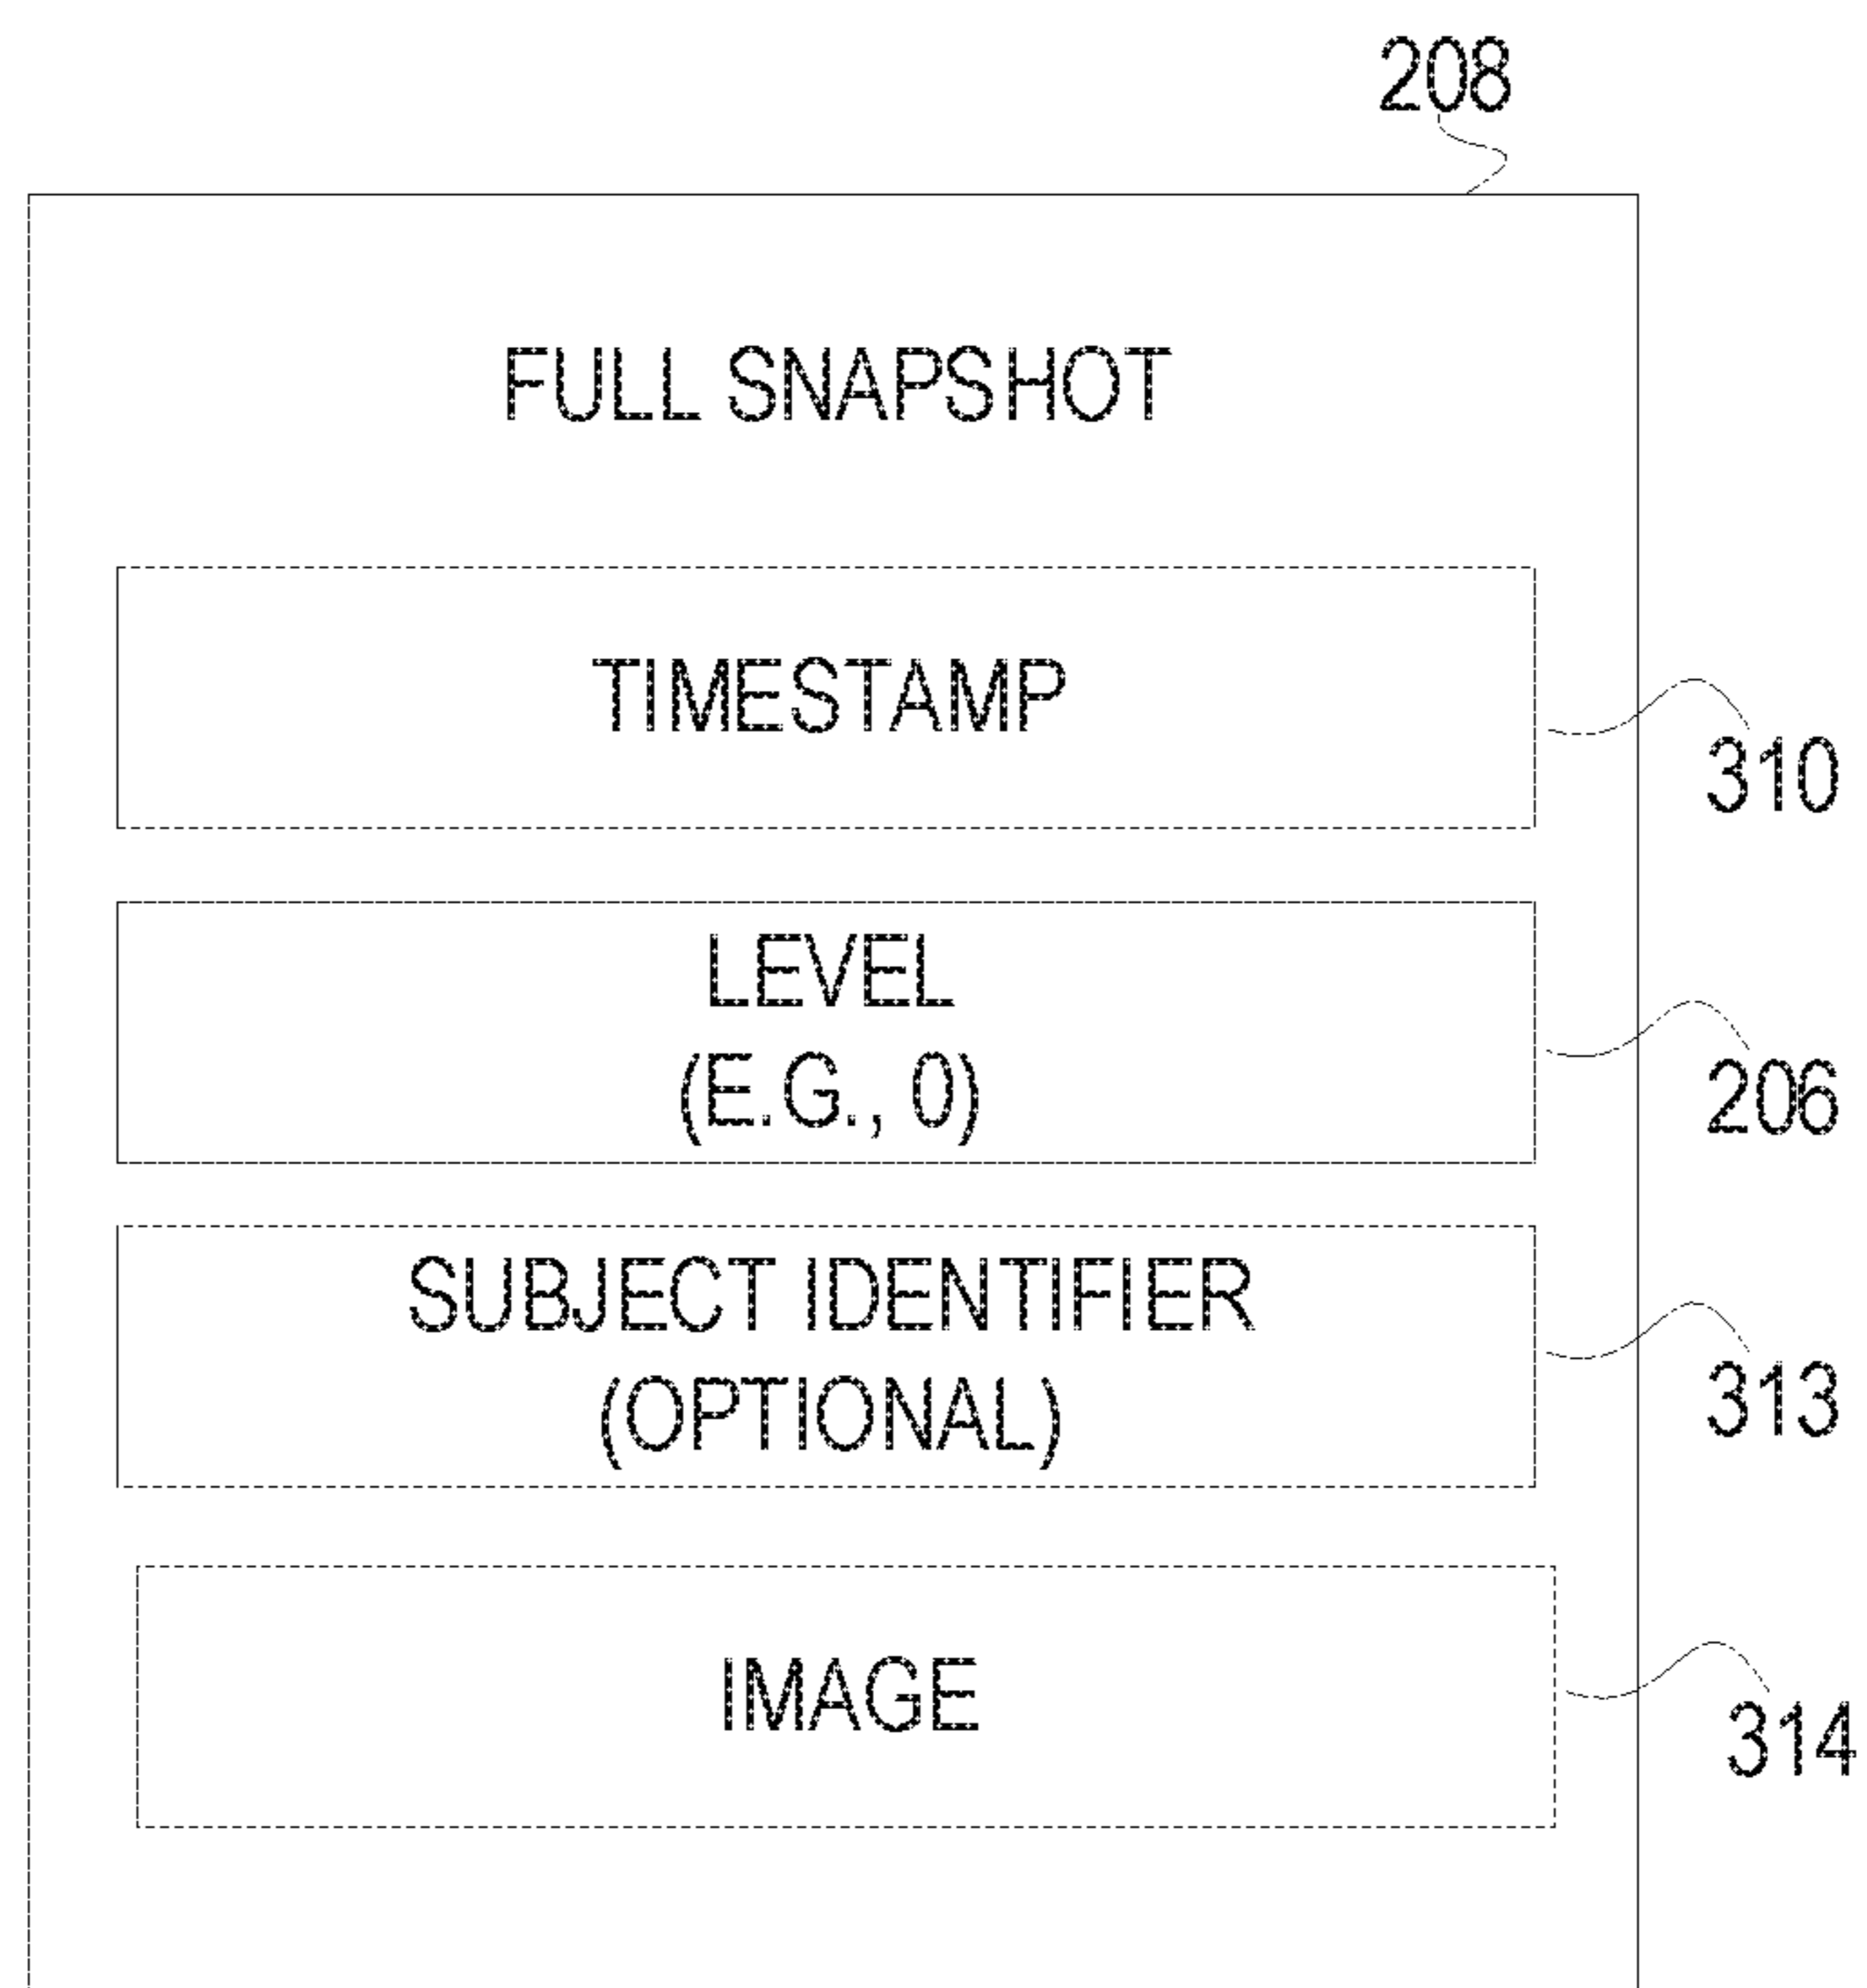 208
FULL SNAPSHOT
TIMESTAMP
310
LEVEL
(E.G., 0)
206
SUBJECT IDENTIFIER
(OPTIONAL)
313
IMAGE
314